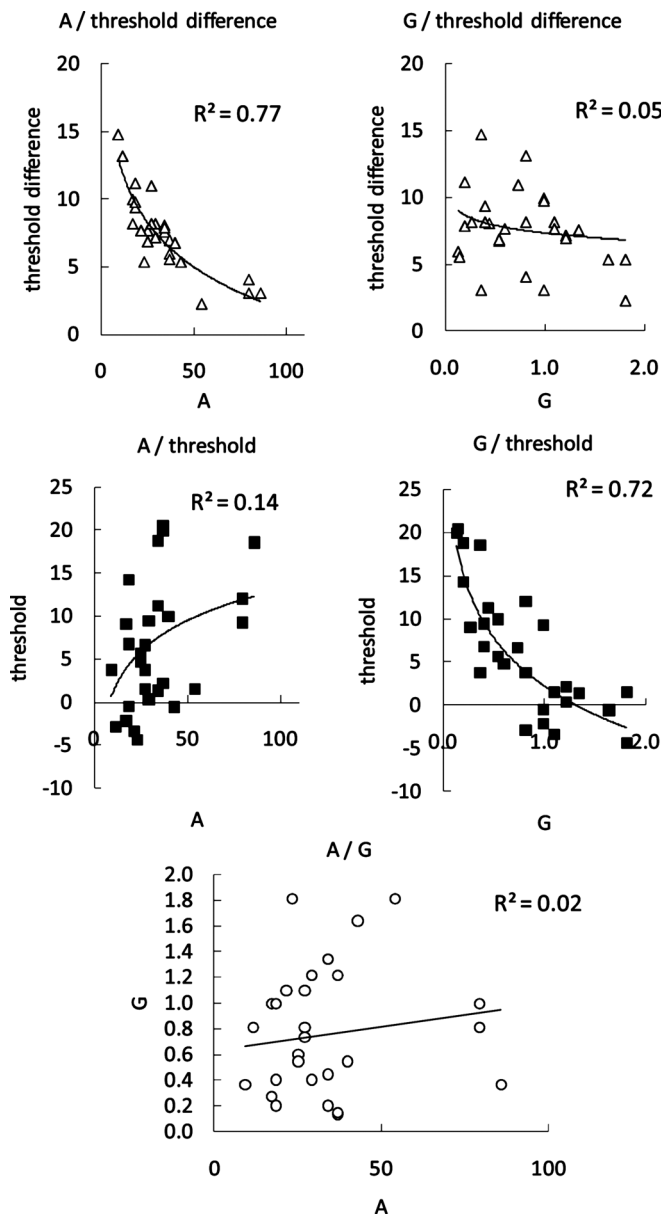 A / threshold difference
R² = 0.77
threshold difference
20
15
10
5
0
0 50 100
A
G / threshold difference
R² = 0.05
threshold difference
20
15
10
5
0
0.0 1.0 2.0
G
A / threshold
R² = 0.14
threshold
25
20
15
10
5
0
-5
-10
0 50 100
A
G / threshold
R² = 0.72
threshold
25
20
15
10
5
0
-5
-10
0.0 1.0 2.0
G
A / G
R² = 0.02
G
2.0
1.8
1.6
1.4
1.2
1.0
0.8
0.6
0.4
0.2
0.0
0 50 100
A